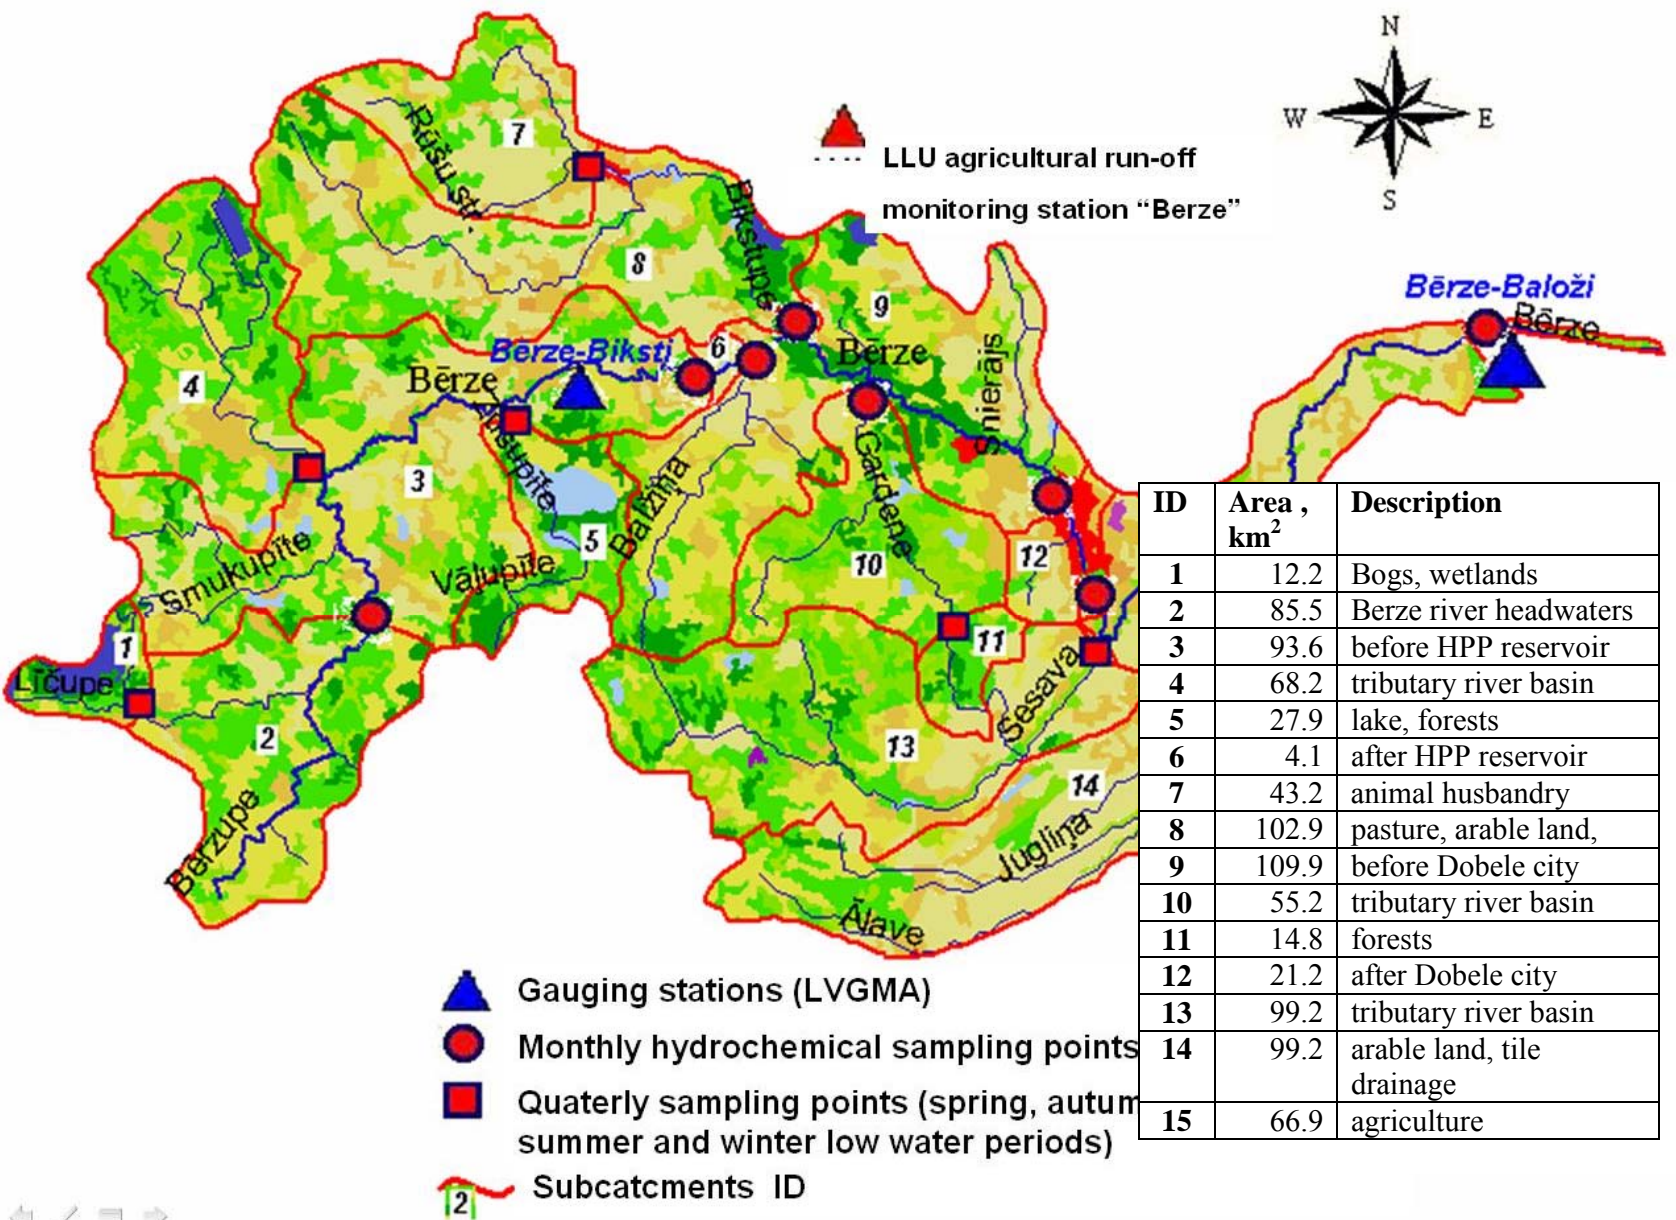 N
W E
S
LLU agricultural run-off
monitoring station “Berze”
7
Rūšu str.
Bikstupe
8
9
Bērze-Baloži
Bērze
Bērze-Biksti
6
Bērze
Bērze
4
3
5
Balziņa
Gardene
10
12
Smukupīte
Vāļupīte
1
Līčupe
11
Sesava
2
13
14
Bērzupe
Jugliņa
Ālave
Gauging stations (LVGMA)
Monthly hydrochemical sampling points
Quaterly sampling points (spring, autum
summer and winter low water periods)
2 Subcatcments ID
ID Area , Description
km2
1 12.2 Bogs, wetlands
2 85.5 Berze river headwaters
3 93.6 before HPP reservoir
4 68.2 tributary river basin
5 27.9 lake, forests
6 4.1 after HPP reservoir
7 43.2 animal husbandry
8 102.9 pasture, arable land,
9 109.9 before Dobele city
10 55.2 tributary river basin
11 14.8 forests
12 21.2 after Dobele city
13 99.2 tributary river basin
14 99.2 arable land, tile
drainage
15 66.9 agriculture